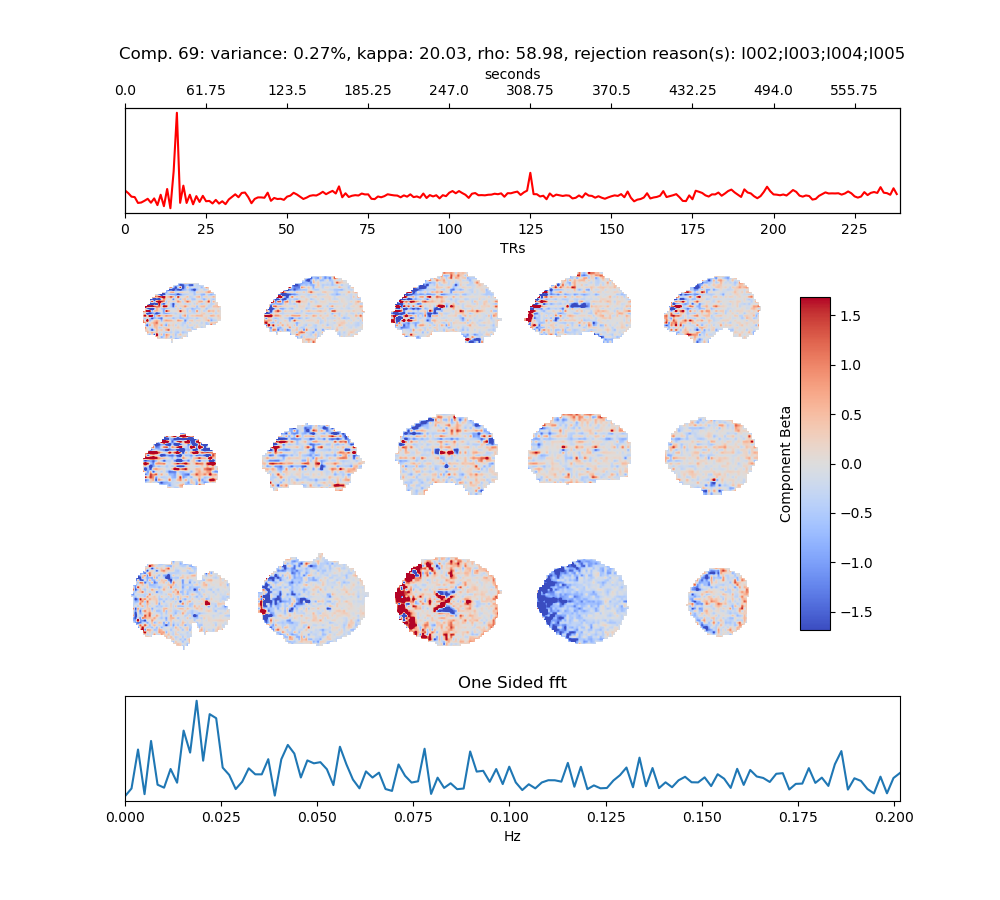 Comp. 69: variance: 0.27%, kappa: 20.03, rho: 58.98, rejection reason(s): I002;I003;I004;I005
seconds
0.0 61.75 123.5 185.25 247.0 308.75 370.5 432.25 494.0 555.75
0 25 50 75 100 125 150 175 200 225
TRs
Component Beta
1.5
1.0
0.5
0.0
−0.5
−1.0
−1.5
One Sided fft
0.000 0.025 0.050 0.075 0.100 0.125 0.150 0.175 0.200
Hz